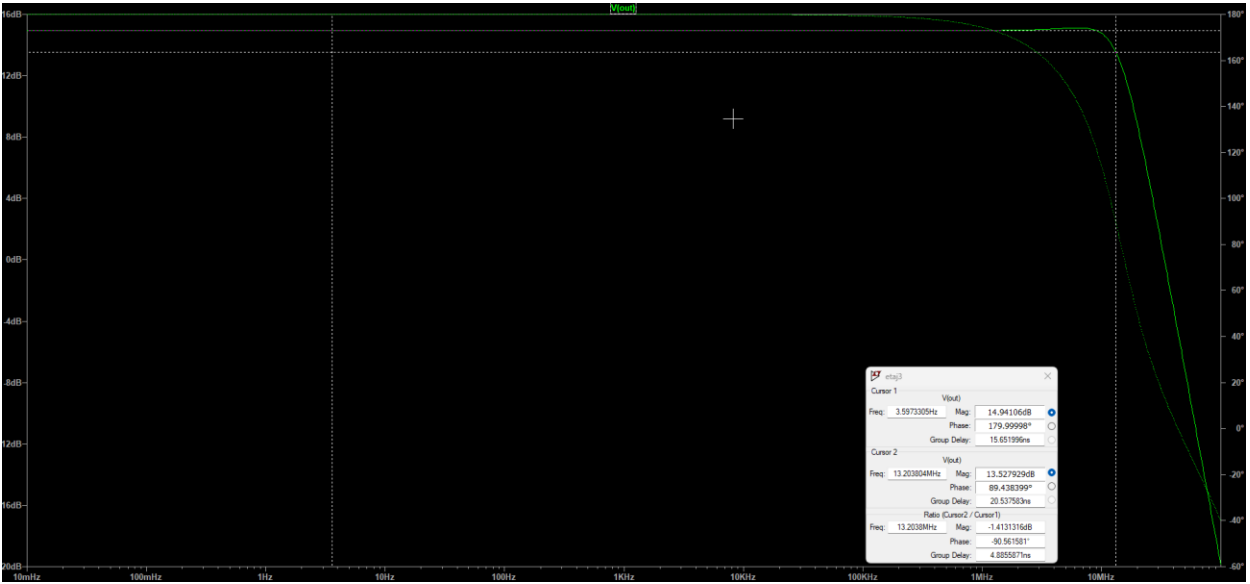 V(out)
16dB
12dB
8dB
4dB
0dB
-4dB
-8dB
12dB
16dB
20dB
180°
160°
140°
120°
100°
80°
60°
40°
20°
0°
-20°
-40°
-60°
10mHz 100mHz 1Hz 10Hz 100Hz 1KHz 10KHz 100KHz 1MHz 10MHz
etaj3
Cursor 1
V(out)
Freq: 3.5973305Hz Mag: 14.94106dB
Phase: 179.99998°
Group Delay: 15.651996ns
Cursor 2
V(out)
Freq: 13.203804MHz Mag: 13.527929dB
Phase: 89.438399°
Group Delay: 20.537583ns
Ratio (Cursor2 / Cursor1)
Freq: 13.2038MHz Mag: -1.4131316dB
Phase: -90.561581°
Group Delay: 4.8855871ns